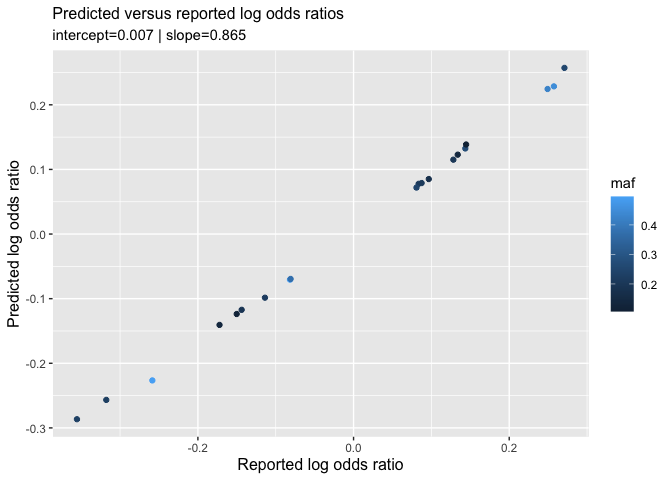 Predicted versus reported log odds ratios
intercept=0.007 | slope=0.865
Predicted log odds ratio
0.2
0.1
0.0
-0.1
-0.2
-0.3
-0.2
0.0
0.2
Reported log odds ratio
maf
0.4
0.3
0.2